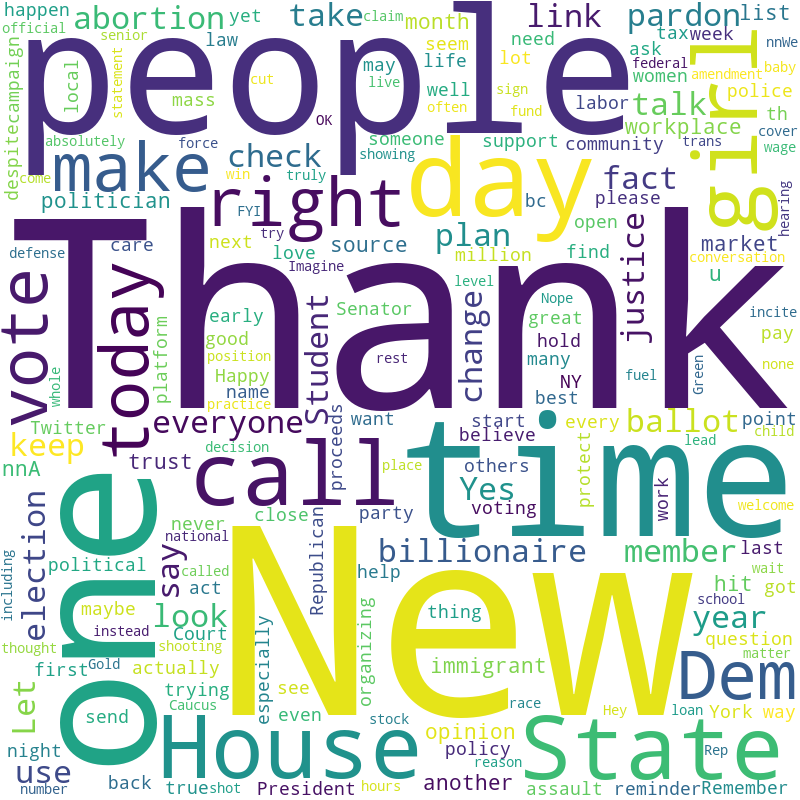 happen
abortion
yet
take
claim
month
link
pardon
list
official
senior
people
law
seem
need
tax
week
nnWe
despite
campaign
local
statement
cut
may
life
lot
ask
federal
women
amendment
baby
mass
OK
live
well
often
sign
fund
labor
talk
police
girl
absolutely
force
someone
support
community
workplace
th
cover
trans
wage
come
make
check
showing
day
fact
politician
win
truly
right
bc
please
hearing
FYI
plan
open
justice
market
defense
care
next
try
love
source
million
find
conversation
Thank
Imagine
level
u
vote
today
early
Senator
change
Nope
great
hold
incite
platform
good
position
Student
many
pay
whole
Happy
rest
NY
fuel
Green
none
name
practice
best
Twitter
everyone
proceeds
want
start
every
ballot
point
keep
decision
believe
lead
child
nnA
trust
call
place
others
time
protect
one
Yes
voting
work
welcome
election
say
never
close
party
national
including
political
called
Republican
billionaire
member
last
act
help
hit
wait
got
maybe
look
New
thing
school
year
thought
instead
Court
especially
organizing
question
shooting
matter
first
Gold
actually
immigrant
Let
trying
see
Dem
send
Caucus
even
race
Hey
loan
York
way
House
stock
opinion
State
Rep
night
policy
reason
use
back
true
shot
President
hours
another
assault
reminder
Remember
number